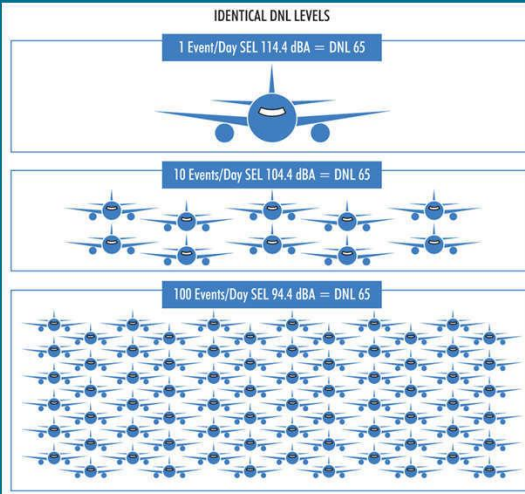 IDENTICAL DNL LEVELS
1 Event/Day SEL 114.4 dBA = DNL 65
10 Events/Day SEL 104.4 dBA = DNL 65
100 Events/Day SEL 94.4 dBA = DNL 65